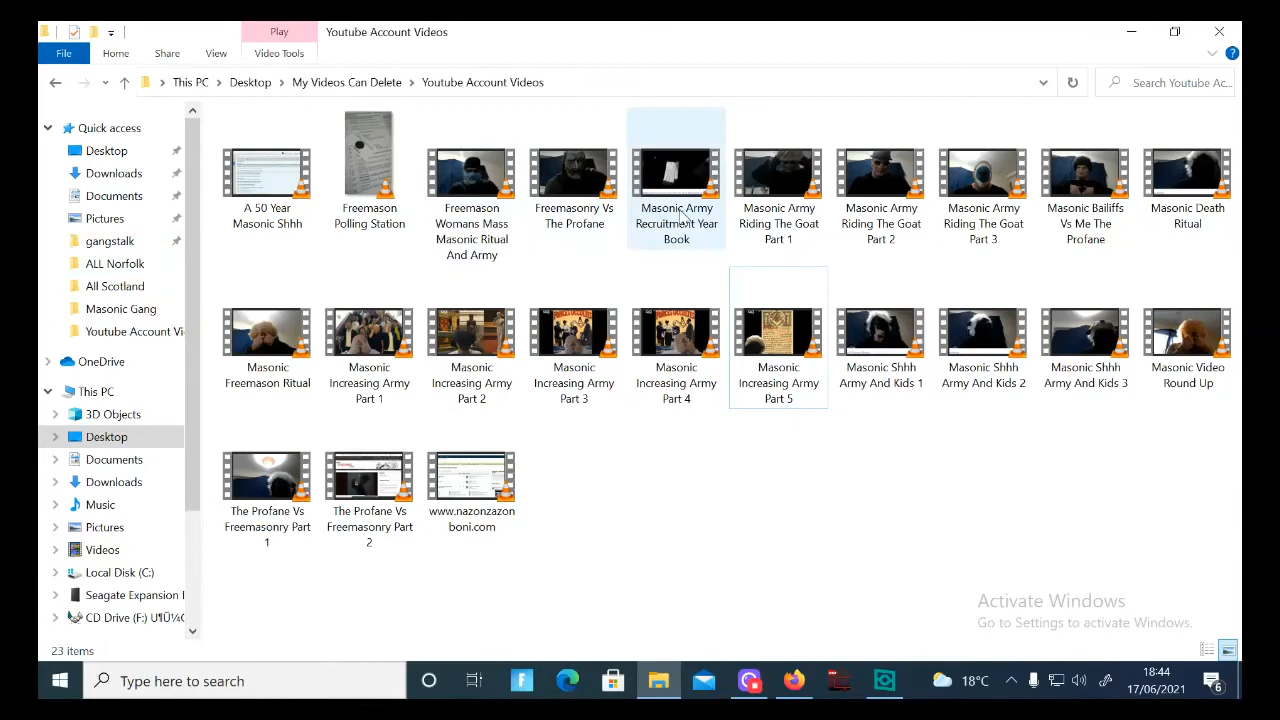 Play
Youtube Account Videos
File
Home
Share
View
Video Tools
This PC
Desktop
My Videos Can Delete
Youtube Account Videos
Search Youtube Ac...
Quick access
Desktop
Downloads
Documents
Pictures
gangstalk
ALL Norfolk
All Scotland
Masonic Gang
Youtube Account Vi
OneDrive
This PC
3D Objects
Desktop
Documents
Downloads
Music
Pictures
Videos
Local Disk (C:)
Seagate Expansion
CD Drive (F:)
A 50 Year
Masonic Shhh
Freemason
Polling Station
Freemason
Womans Mass
Masonic Ritual
And Army
Freemasonry Vs
The Profane
Masonic Army
Recruitment Year
Book
Masonic Army
Riding The Goat
Part 1
Masonic Army
Riding The Goat
Part 2
Masonic Army
Riding The Goat
Part 3
Masonic Bailiffs
Vs Me The
Profane
Masonic Death
Ritual
Masonic
Freemason Ritual
Masonic
Increasing Army
Part 1
Masonic
Increasing Army
Part 2
Masonic
Increasing Army
Part 3
Masonic
Increasing Army
Part 4
Masonic
Increasing Army
Part 5
Masonic Shhh
Army And Kids 1
Masonic Shhh
Army And Kids 2
Masonic Shhh
Army And Kids 3
Masonic Video
Round Up
The Profane Vs
Freemasonry Part
1
The Profane Vs
Freemasonry Part
2
www.nazonzazon
boni.com
Activate Windows
Go to Settings to activate Windows.
23 items
Type here to search
18°C
18:44
17/06/2021
6